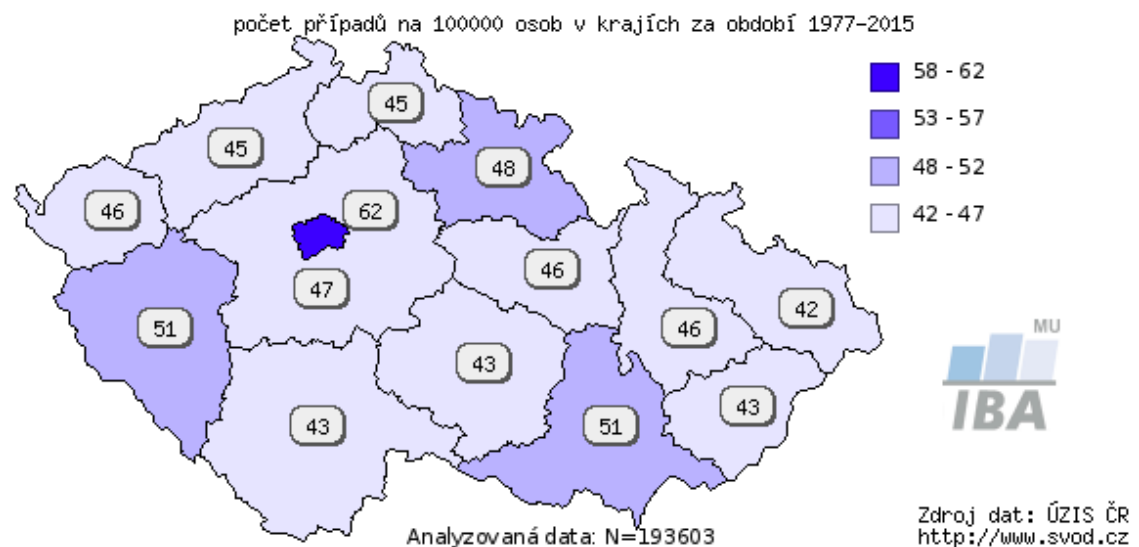 počet případů na 100000 osob v krajích za období 1977-2015
58 - 62
53 - 57
48 - 52
42 - 47
45
45
48
46
62
47
46
51
42
46
43
43
43
51
MU
IBA
Analyzovaná data: N=193603
Zdroj dat: ÚZIS ČR
http://www.svod.cz